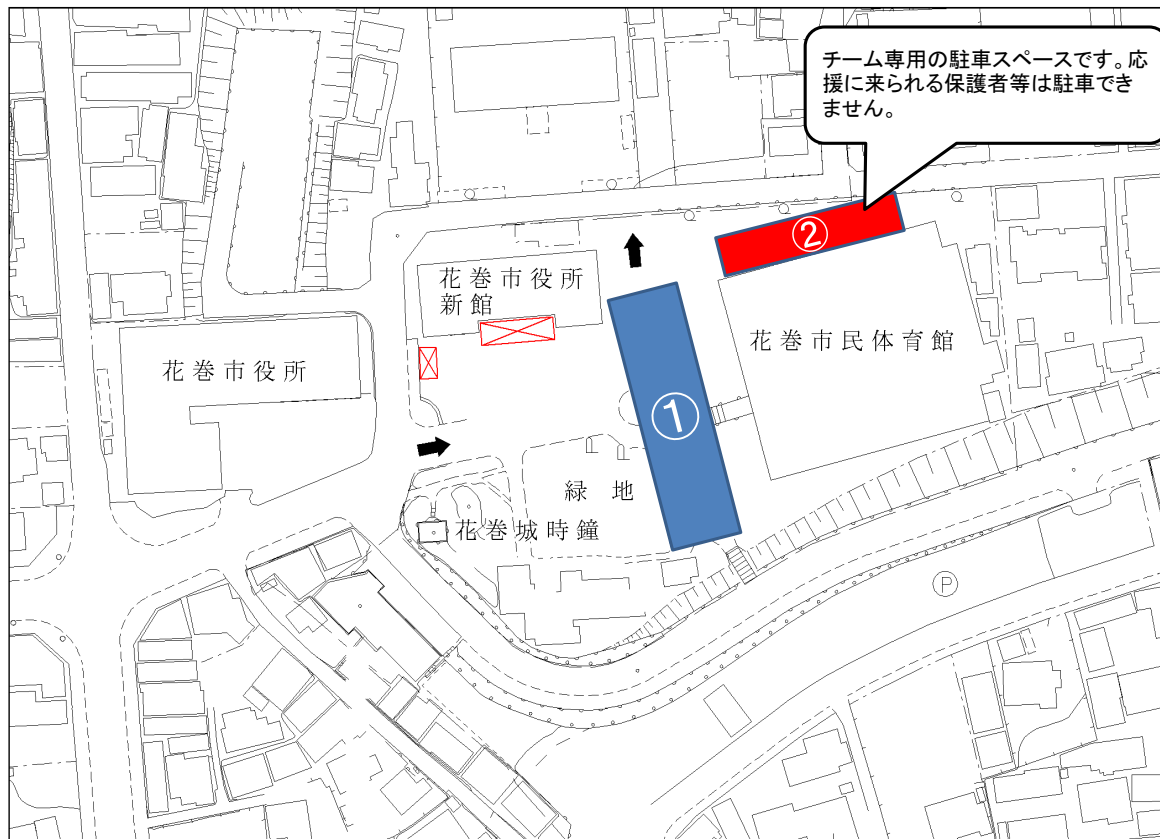 チーム専用の駐車スペースです。応
援に来られる保護者等は駐車でき
ません。
②
花巻市役所
新館
花巻市民体育館
花巻市役所
①
緑地
花巻城時鐘
P